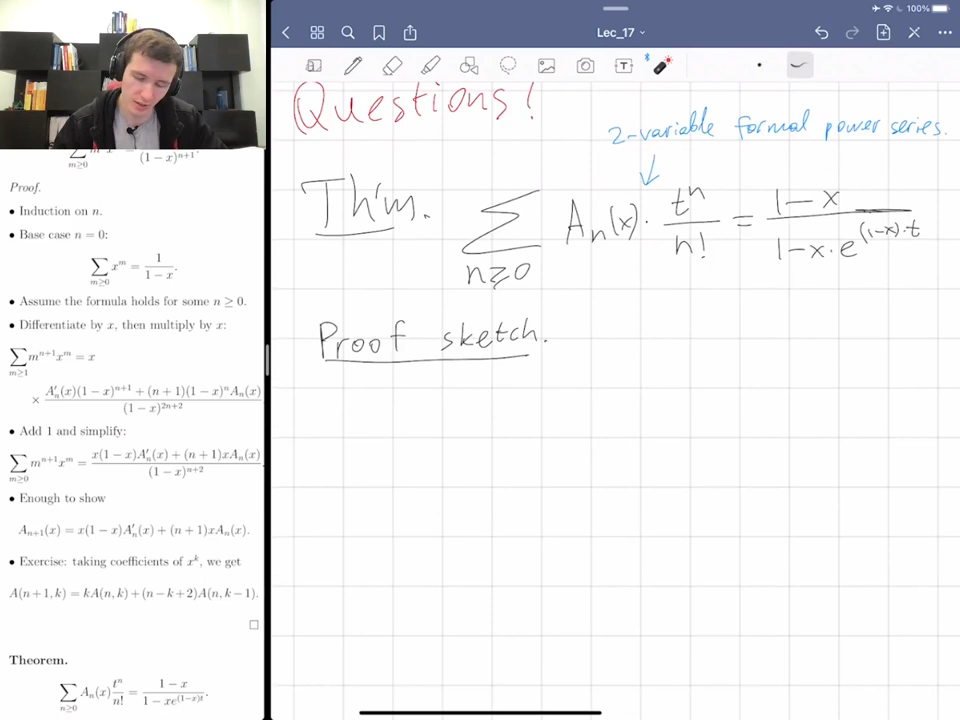 100%
Lec_17
Questions!
2-variable formal power series.
Th'm. ∑_{n≥0} A_n(x)· t^n/n! = (1-x)/(1-x·e^{(1-x)·t})
Proof sketch.
∑_{m≥0} m^n x^m = /(1-x)^{n+1}.
Proof.
• Induction on n.
• Base case n = 0:
∑_{m≥0} x^m = 1/(1-x).
• Assume the formula holds for some n ≥ 0.
• Differentiate by x, then multiply by x:
∑_{m≥1} m^{n+1}x^m = x
× (A'_n(x)(1-x)^{n+1} + (n+1)(1-x)^n A_n(x))/(1-x)^{2n+2}
• Add 1 and simplify:
∑_{m≥0} m^{n+1}x^m = (x(1-x)A'_n(x) + (n+1)xA_n(x))/(1-x)^{n+2}.
• Enough to show
A_{n+1}(x) = x(1-x)A'_n(x) + (n+1)xA_n(x).
• Exercise: taking coefficients of x^k, we get
A(n+1,k) = kA(n,k)+(n-k+2)A(n,k-1).
□
Theorem.
∑_{n≥0} A_n(x) t^n/n! = (1-x)/(1-xe^{(1-x)t}).